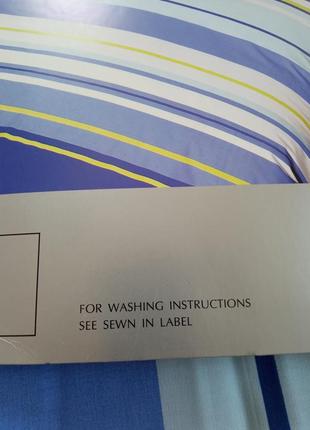 FOR WASHING INSTRUCTIONS
SEE SEWN IN LABEL